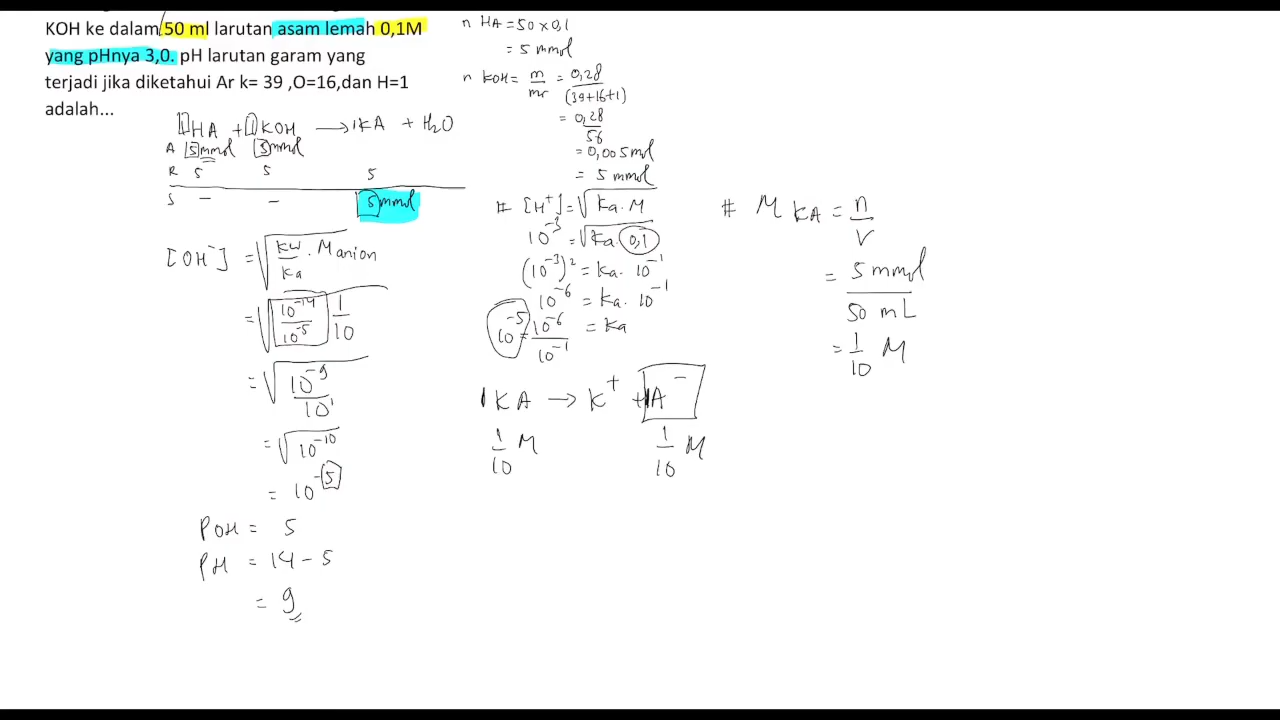 KOH ke dalam 50 ml larutan asam lemah 0,1M
yang pHnya 3,0. pH larutan garam yang
terjadi jika diketahui Ar k= 39 ,O=16,dan H=1
adalah...
1 HA + 1 KOH → 1KA + H2O
A 5 mmol 5 mmol
R 5 5 5
S - - 5 mmol
[OH⁻] = √(Kw/Ka . M anion)
= √(10⁻¹⁴/10⁻⁵ 1/10)
= √(10⁻⁹/10¹)
= √10⁻¹⁰
= 10⁻⁵
POH = 5
PH = 14 - 5
= 9
n HA = 50 x 0,1
= 5 mmol
n KOH = m/mr = 0,28/(39+16+1)
= 0,28/56
= 0,005 mol
= 5 mmol
# [H⁺] = √Ka . M
10⁻³ = √Ka . 0,1
(10⁻³)² = Ka . 10⁻¹
10⁻⁶ = Ka . 10⁻¹
10⁻⁵ = 10⁻⁶/10⁻¹ = Ka
1 KA → K⁺ + 1A⁻
1/10 M 1/10 M
# M KA = n/V
= 5 mmol/50 mL
= 1/10 M